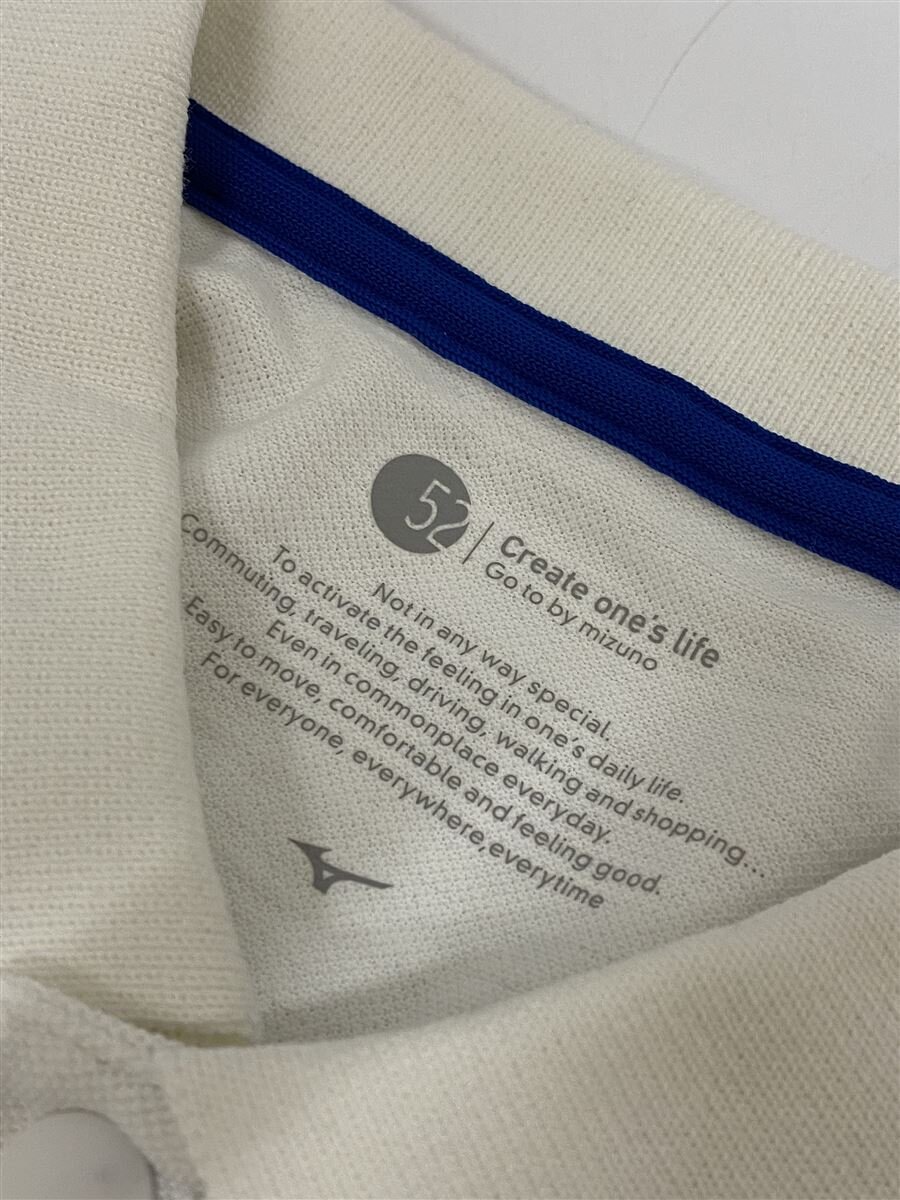 52
Create one's life
Go to by mizuno
Not in any way special.
To activate the feeling in one's daily life.
Commuting, traveling, driving, walking and shopping...
Even in commonplace everyday.
Easy to move, comfortable and feeling good.
For everyone, everywhere,everytime